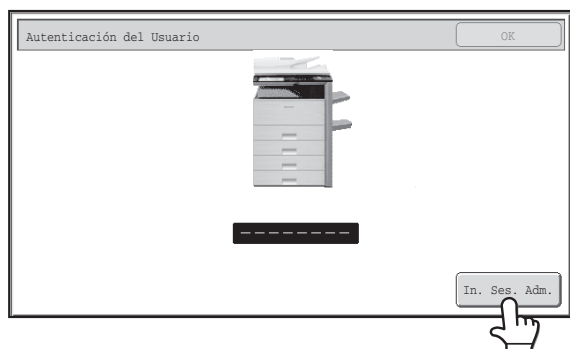 Autenticación del Usuario
OK
– – – – – – – –
In. Ses. Adm.